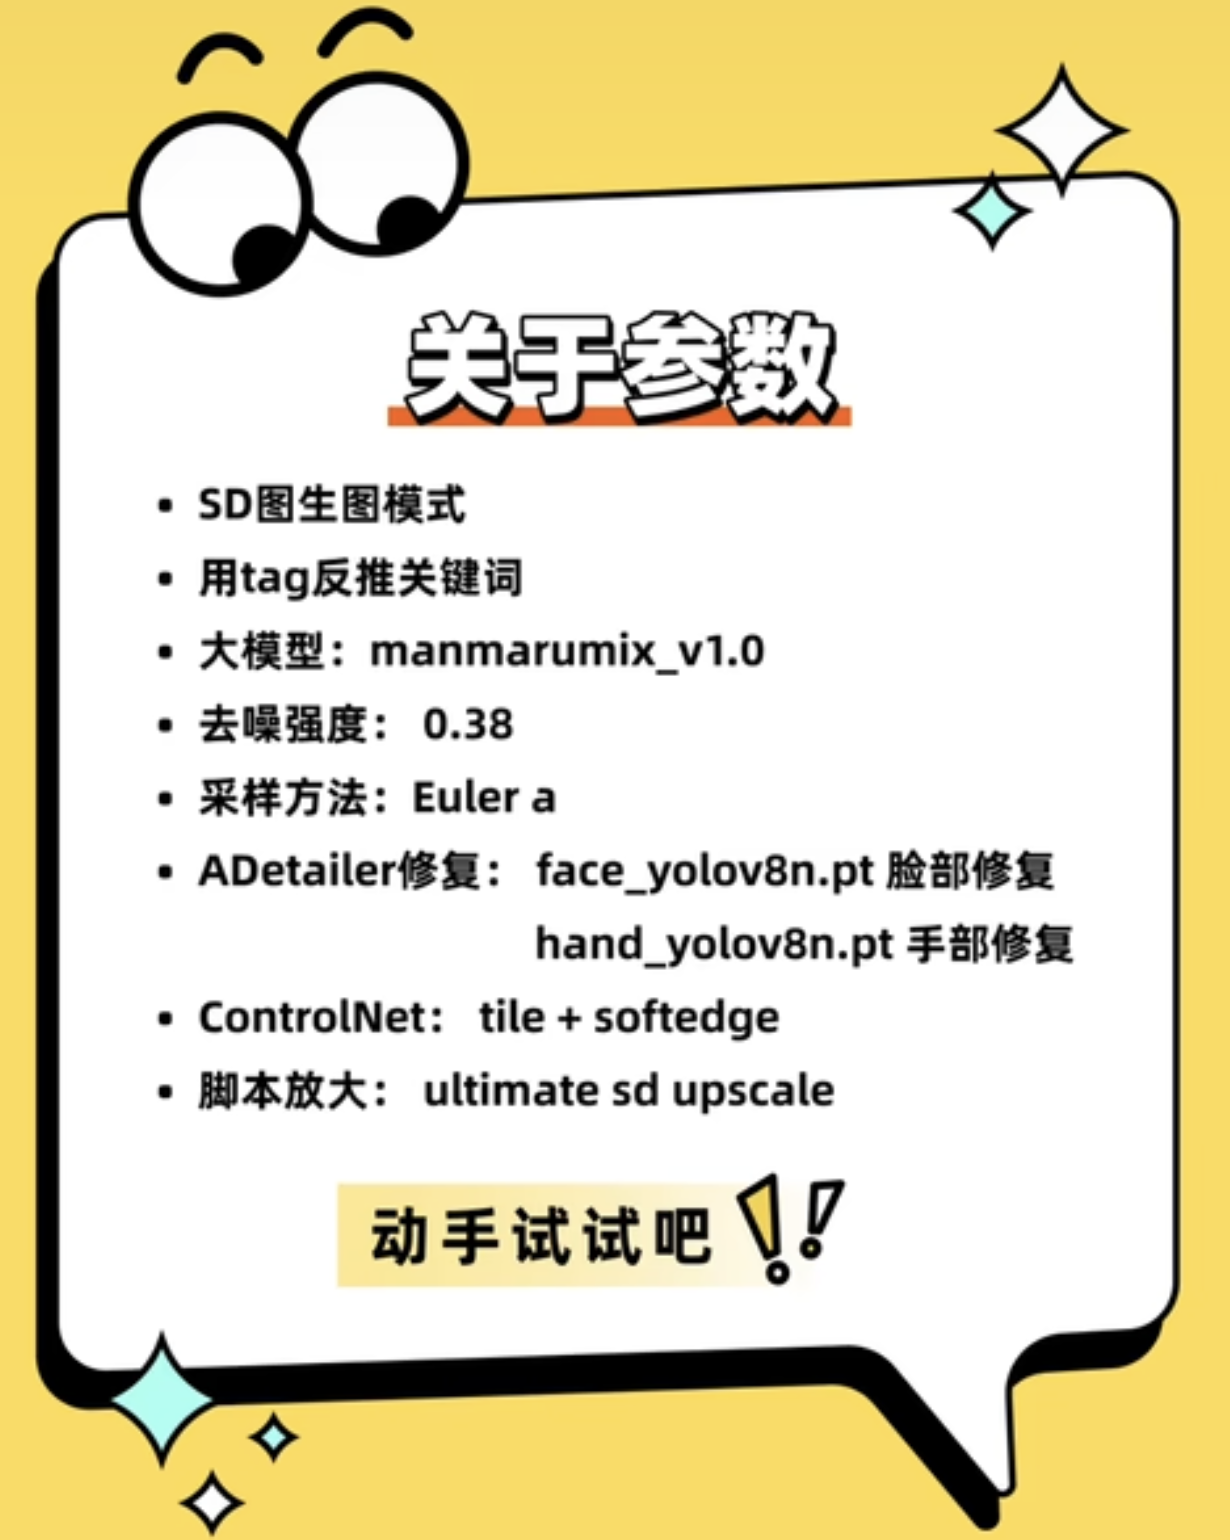 关于参数
• SD图生图模式
• 用tag反推关键词
• 大模型：manmarumix_v1.0
• 去噪强度： 0.38
• 采样方法：Euler a
• ADetailer修复： face_yolov8n.pt 脸部修复
hand_yolov8n.pt 手部修复
• ControlNet： tile + softedge
• 脚本放大： ultimate sd upscale
动手试试吧!!